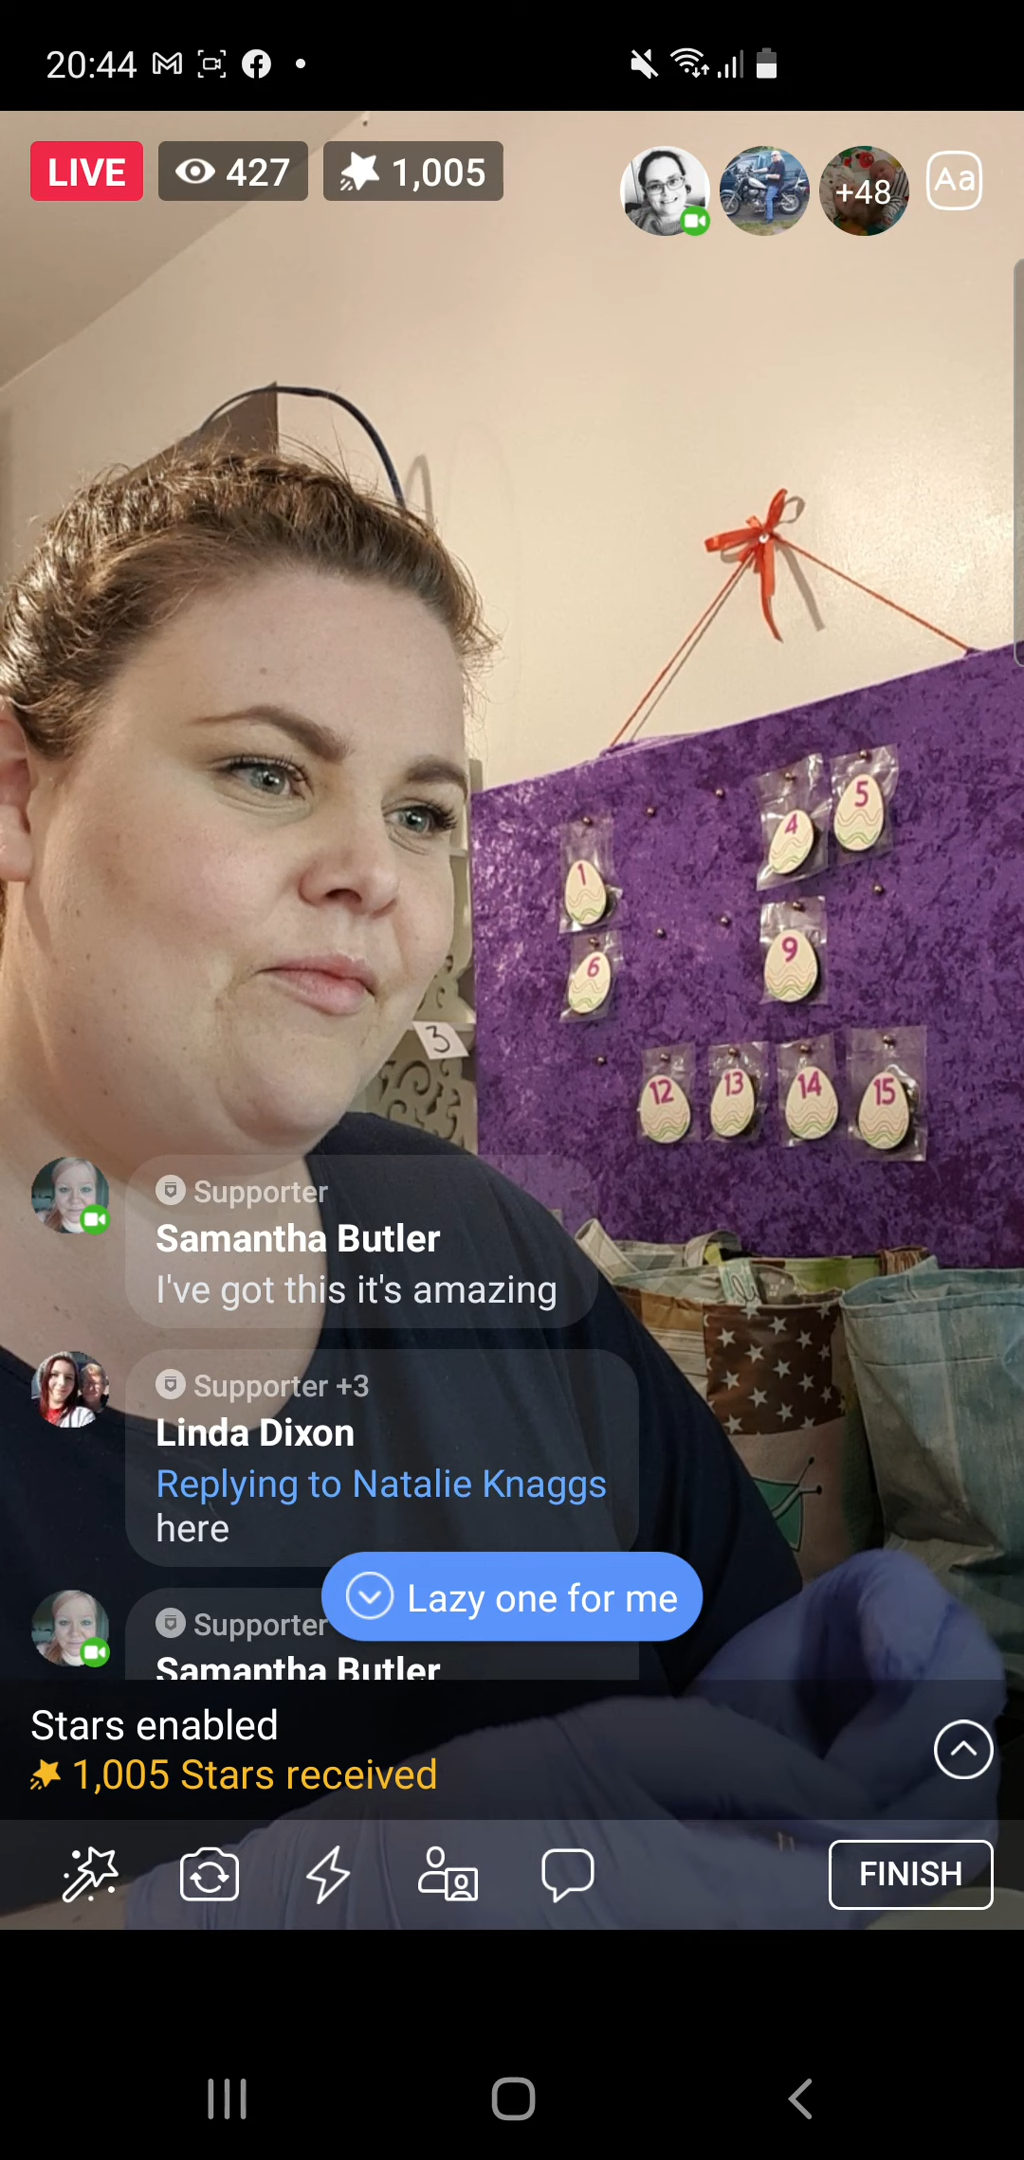 20:44
LIVE
427
1,005
+48
Aa
5
4
1
9
6
3
12 13 14 15
Supporter
Samantha Butler
I've got this it's amazing
Supporter +3
Linda Dixon
Replying to Natalie Knaggs
here
Lazy one for me
Supporter
Samantha Butler
Stars enabled
1,005 Stars received
FINISH